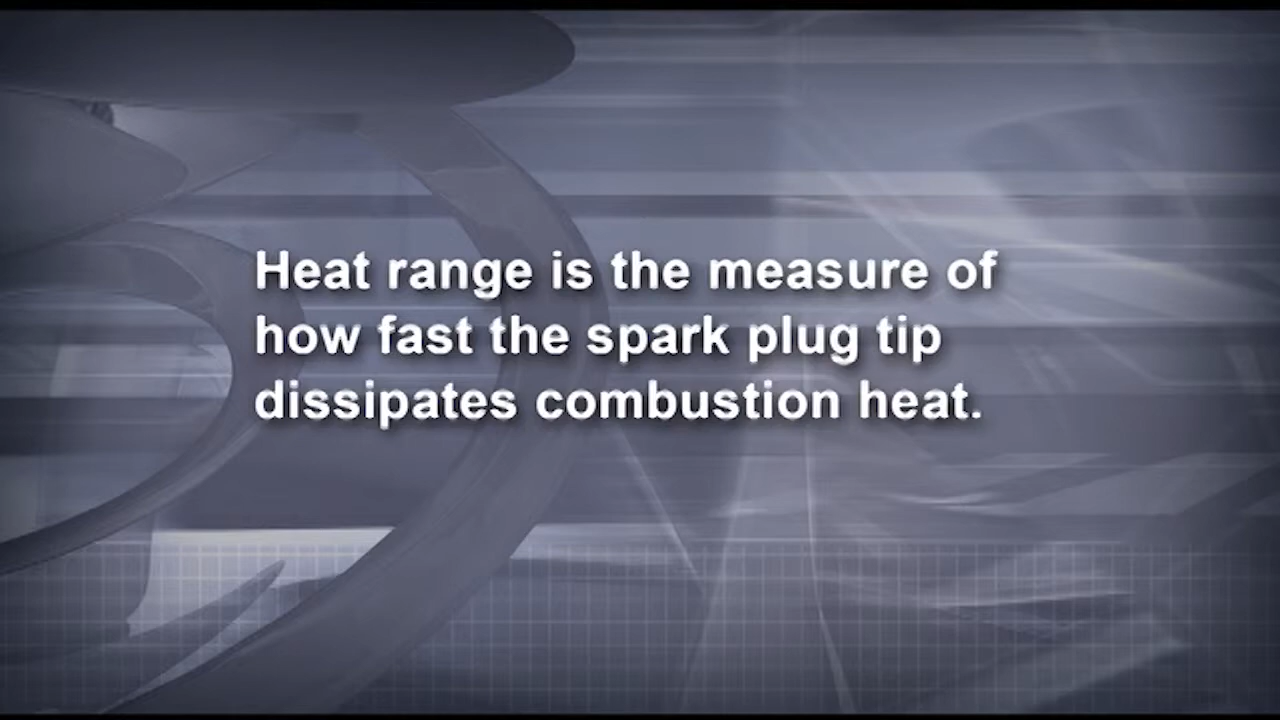 Heat range is the measure of
how fast the spark plug tip
dissipates combustion heat.